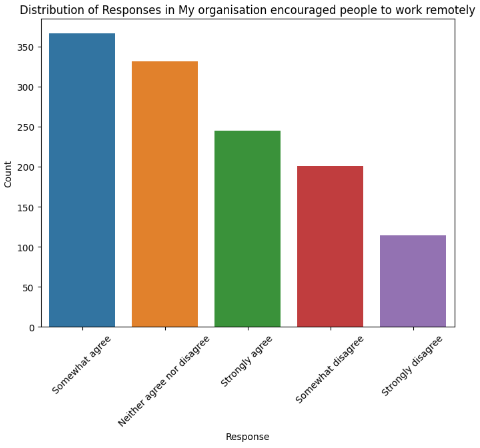 Distribution of Responses in My organisation encouraged people to work remotely
350
300
250
200
150
100
50
0
Count
Somewhat agree
Neither agree nor disagree
Strongly agree
Somewhat disagree
Strongly disagree
Response